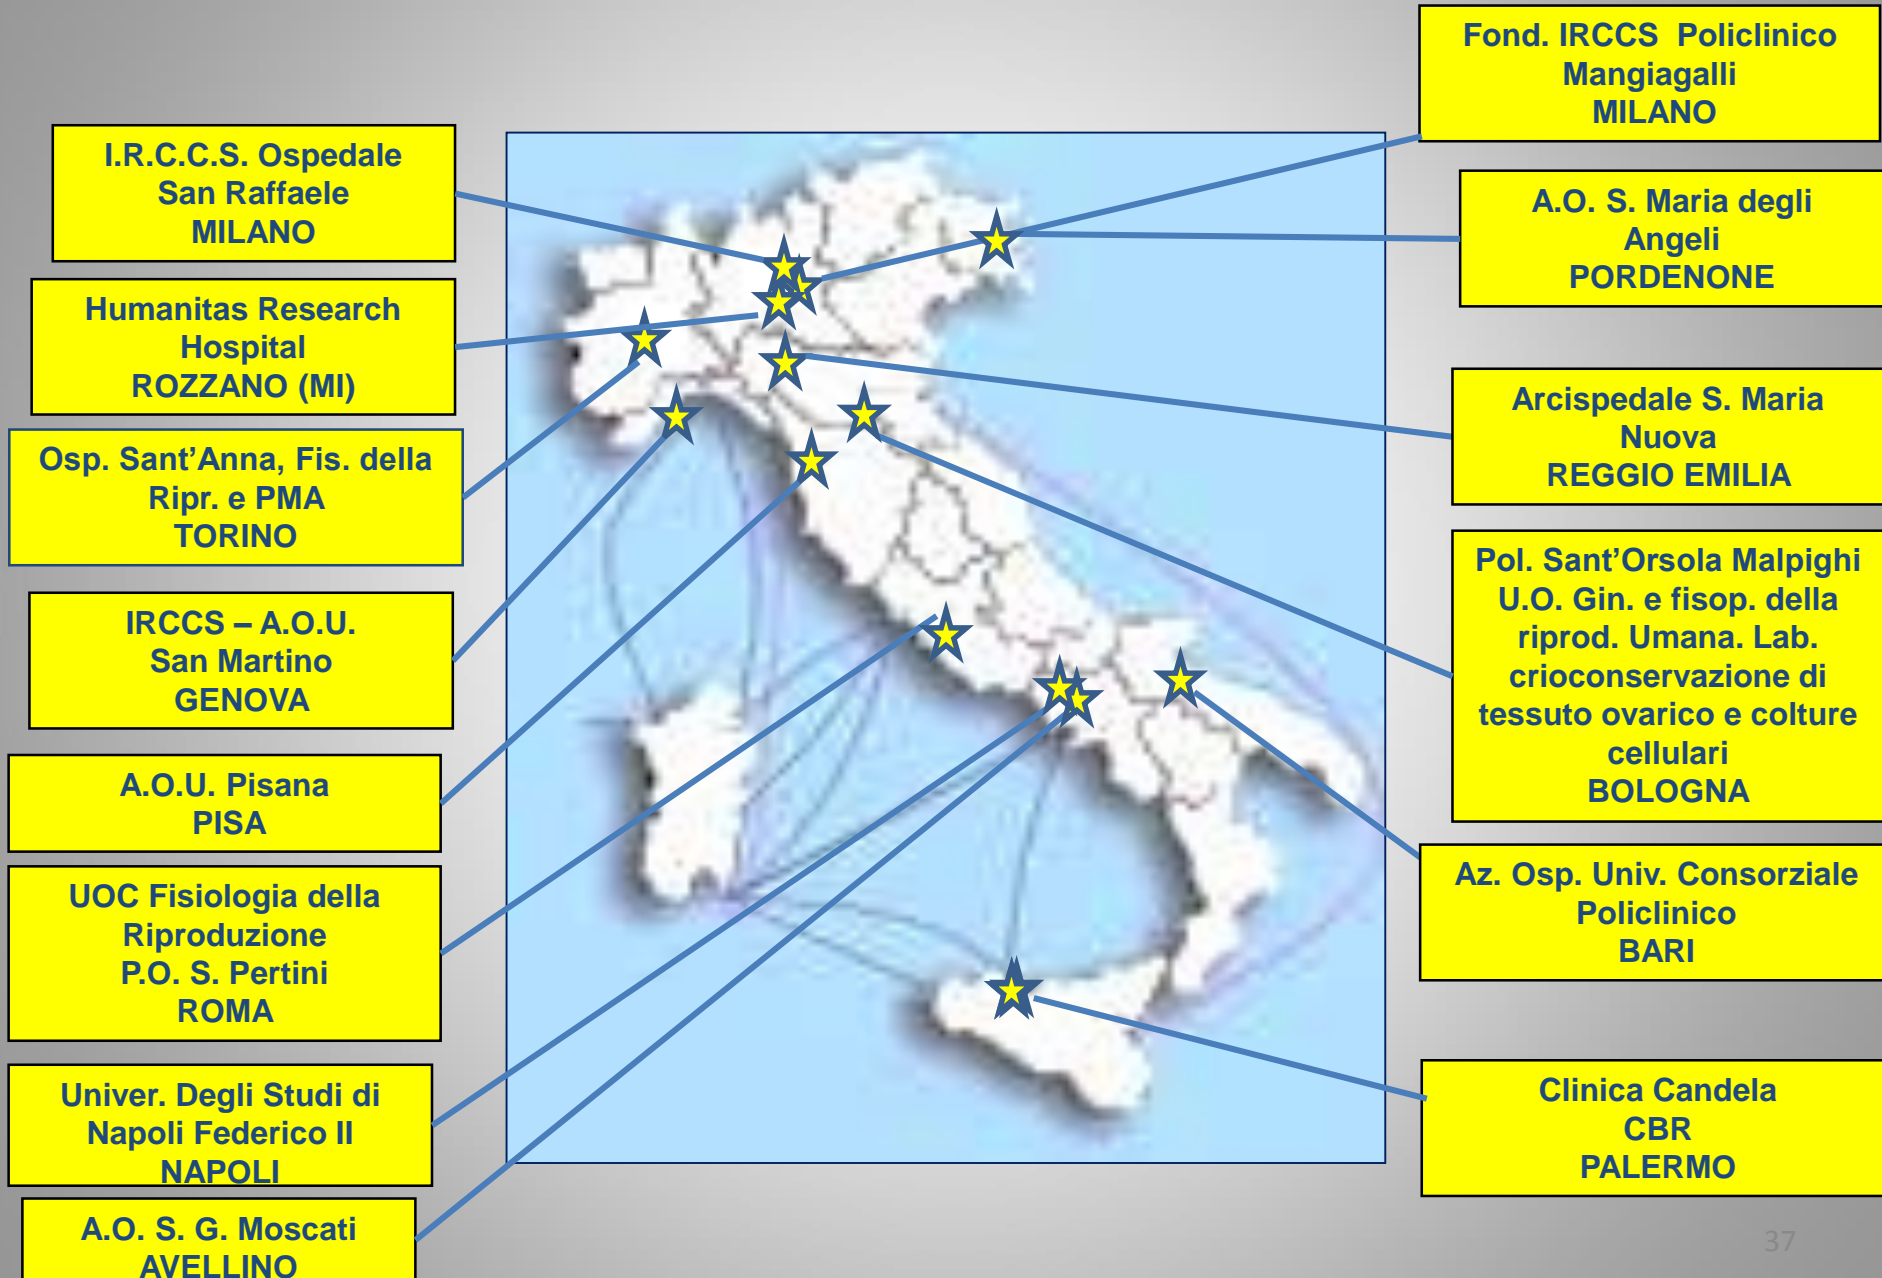 I.R.C.C.S. Ospedale
San Raffaele
MILANO
Humanitas Research
Hospital
ROZZANO (MI)
Osp. Sant’Anna, Fis. della
Ripr. e PMA
TORINO
IRCCS – A.O.U.
San Martino
GENOVA
A.O.U. Pisana
PISA
UOC Fisiologia della
Riproduzione
P.O. S. Pertini
ROMA
Univer. Degli Studi di
Napoli Federico II
NAPOLI
A.O. S. G. Moscati
AVELLINO
Fond. IRCCS Policlinico
Mangiagalli
MILANO
A.O. S. Maria degli
Angeli
PORDENONE
Arcispedale S. Maria
Nuova
REGGIO EMILIA
Pol. Sant’Orsola Malpighi
U.O. Gin. e fisop. della
riprod. Umana. Lab.
crioconservazione di
tessuto ovarico e colture
cellulari
BOLOGNA
Az. Osp. Univ. Consorziale
Policlinico
BARI
Clinica Candela
CBR
PALERMO
37